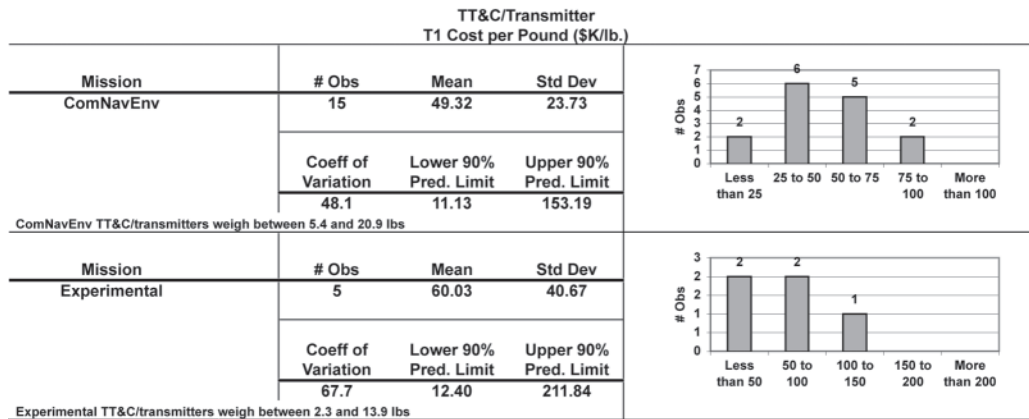 TT&C/Transmitter
T1 Cost per Pound ($K/lb.)
Mission # Obs Mean Std Dev
ComNavEnv 15 49.32 23.73
Coeff of Lower 90% Upper 90%
Variation Pred. Limit Pred. Limit
48.1 11.13 153.19
ComNavEnv TT&C/transmitters weigh between 5.4 and 20.9 lbs
# Obs
7
6
5
4
3
2
1
0
2 6 5 2
Less 25 to 50 50 to 75 75 to More
than 25 100 than 100
Mission # Obs Mean Std Dev
Experimental 5 60.03 40.67
Coeff of Lower 90% Upper 90%
Variation Pred. Limit Pred. Limit
67.7 12.40 211.84
Experimental TT&C/transmitters weigh between 2.3 and 13.9 lbs
# Obs
3
2
2
1
1
0
2 2 1
Less 50 to 100 to 150 to More
than 50 100 150 200 than 200